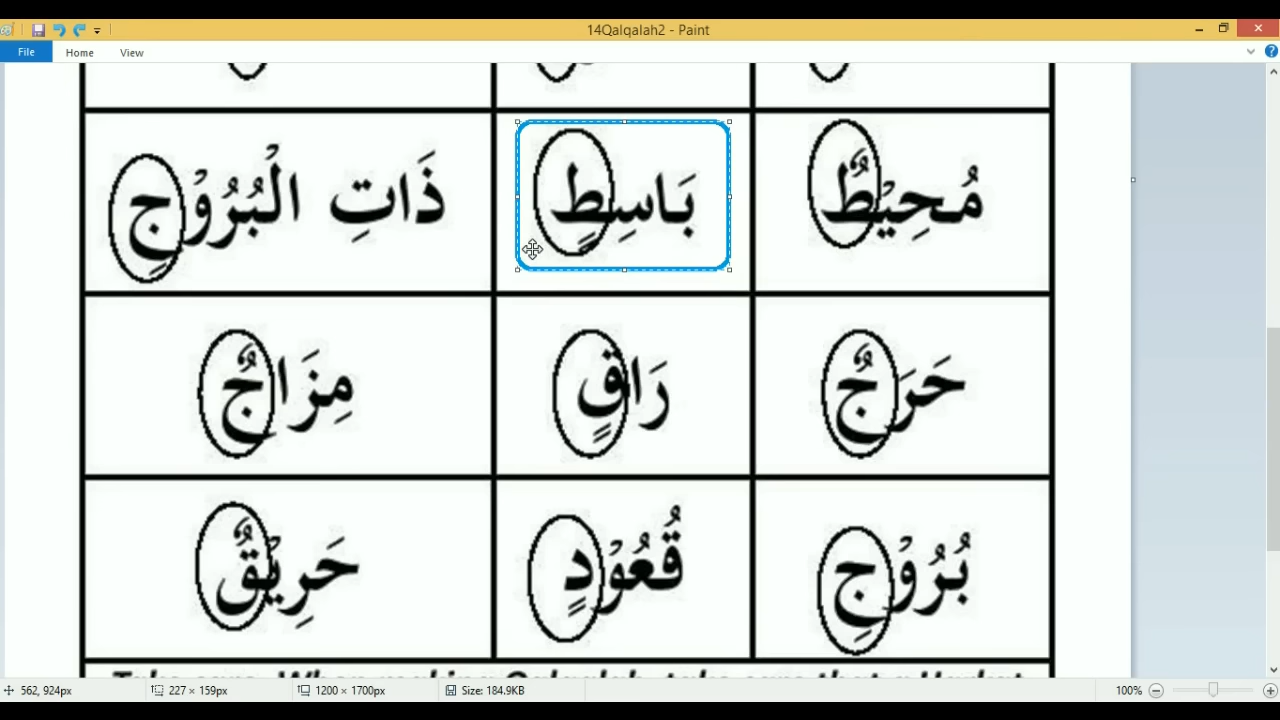 14Qalqalah2 - Paint
File Home View
مُحِيْطٌ بَاسِطٍ ذَاتِ الْبُرُوْجِ
حَرَجٌ رَاقٍ مِزَاجٌ
بُرُوْجٍ قُعُوْدٍ حَرِيْقٌ
562, 924px 227 × 159px 1200 × 1700px Size: 184.9KB 100%